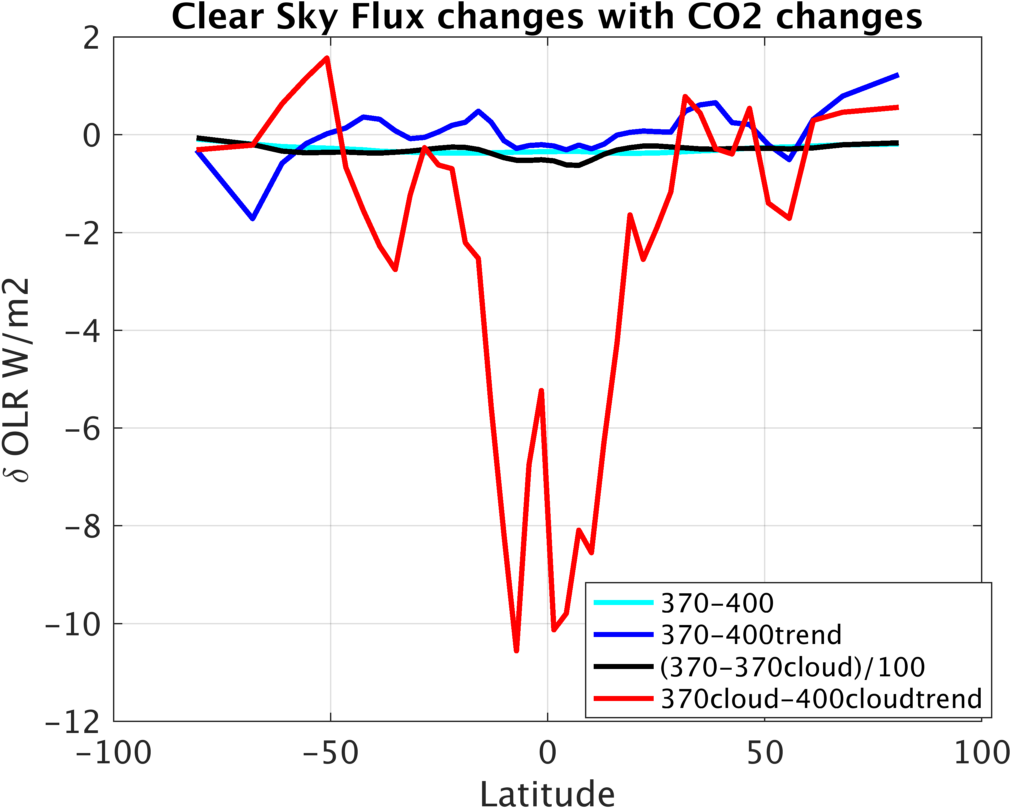 Clear Sky Flux changes with CO2 changes
2
0
−2
−4
−6
−8
−10
−12
δ OLR W/m2
−100
−50
0
50
100
Latitude
370−400
370−400trend
(370−370cloud)/100
370cloud−400cloudtrend